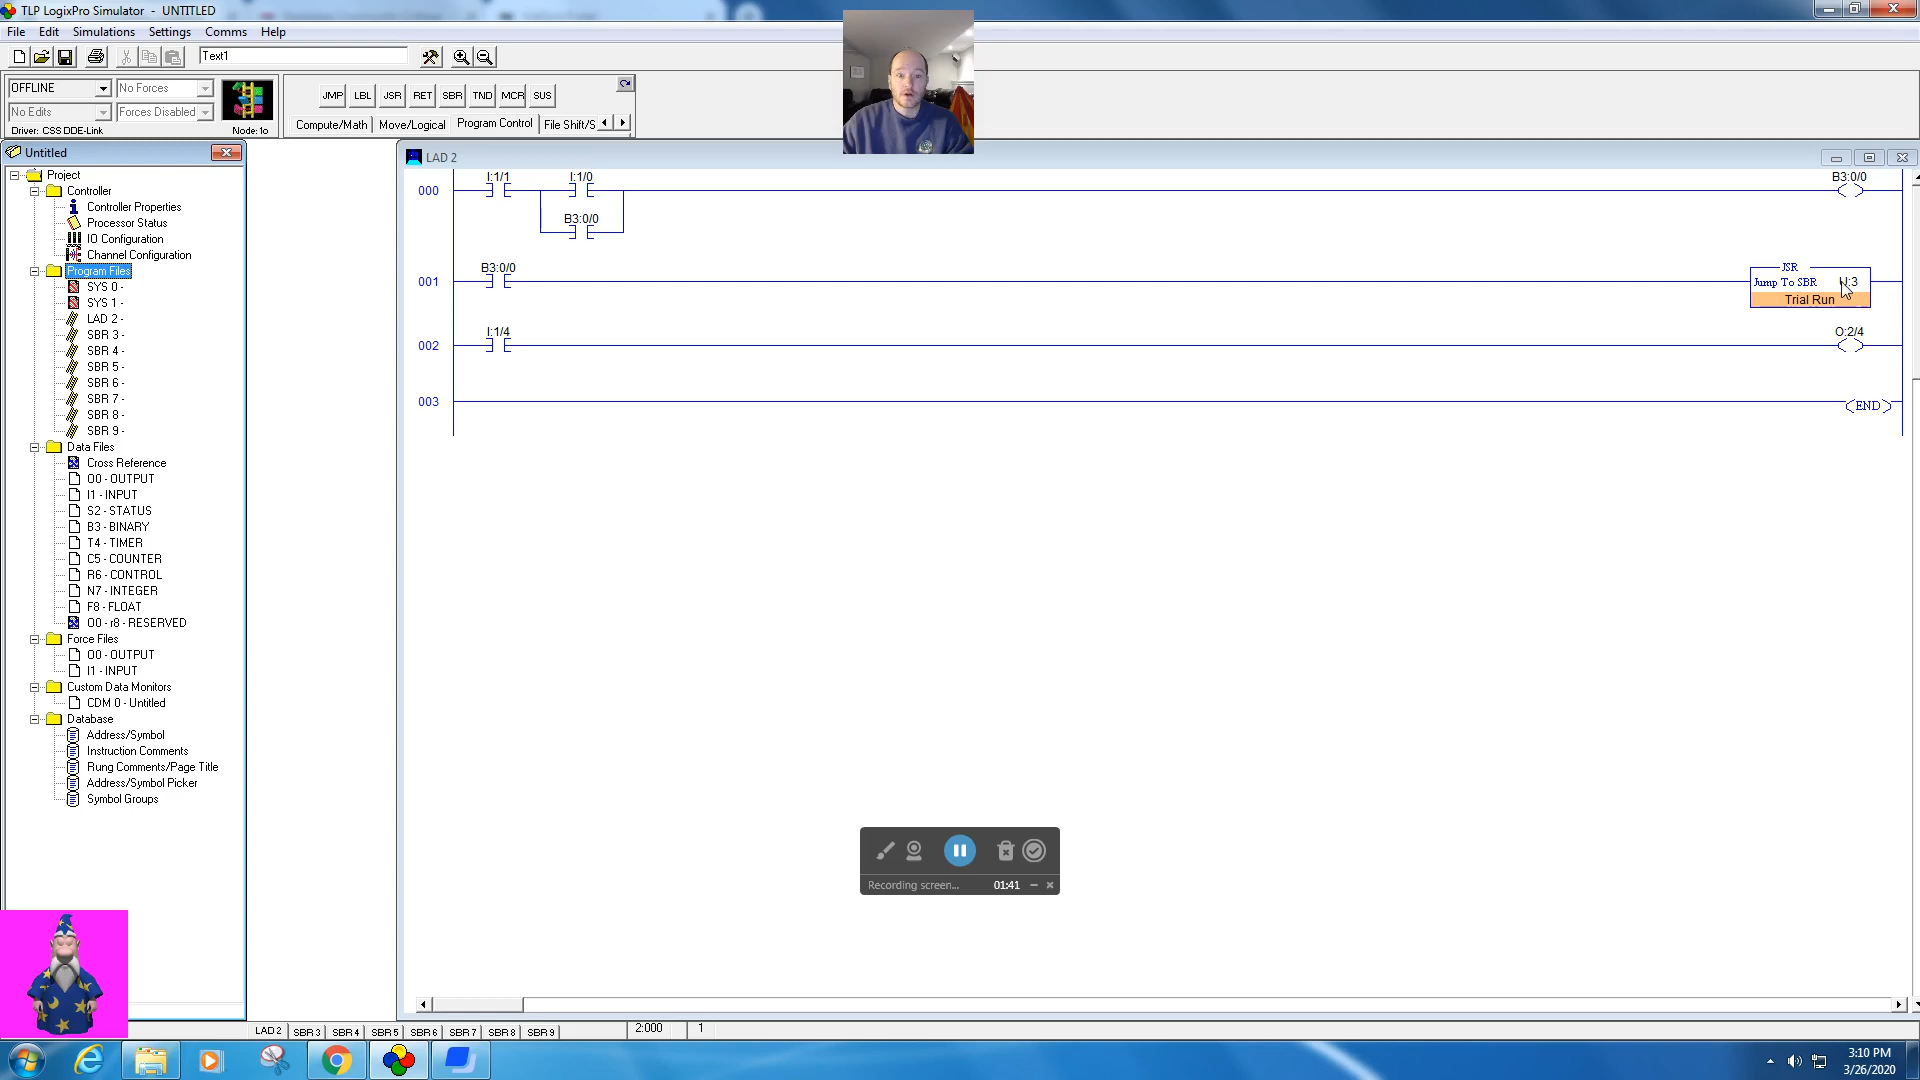 TLP LogixPro Simulator - UNTITLED
File Edit Simulations Settings Comms Help
Text1
OFFLINE No Forces
No Edits Forces Disabled
Driver: CSS DDE-Link Node: 1o
JMP LBL JSR RET SBR TND MCR SUS
Compute/Math Move/Logical Program Control File Shift/S
Untitled
Project
Controller
Controller Properties
Processor Status
IO Configuration
Channel Configuration
Program Files
SYS 0 -
SYS 1 -
LAD 2 -
SBR 3 -
SBR 4 -
SBR 5 -
SBR 6 -
SBR 7 -
SBR 8 -
SBR 9 -
Data Files
Cross Reference
O0 - OUTPUT
I1 - INPUT
S2 - STATUS
B3 - BINARY
T4 - TIMER
C5 - COUNTER
R6 - CONTROL
N7 - INTEGER
F8 - FLOAT
O0 - r8 - RESERVED
Force Files
O0 - OUTPUT
I1 - INPUT
Custom Data Monitors
CDM 0 - Untitled
Database
Address/Symbol
Instruction Comments
Rung Comments/Page Title
Address/Symbol Picker
Symbol Groups
LAD 2
I:1/1 I:1/0 B3:0/0
000
B3:0/0
B3:0/0 JSR
001 Jump To SBR
Trial Run
I:1/4 O:2/4
002
003 END
Recording screen... 01:41
LAD 2 SBR 3 SBR 4 SBR 5 SBR 6 SBR 7 SBR 8 SBR 9 2:000 1
3:10 PM
3/26/2020